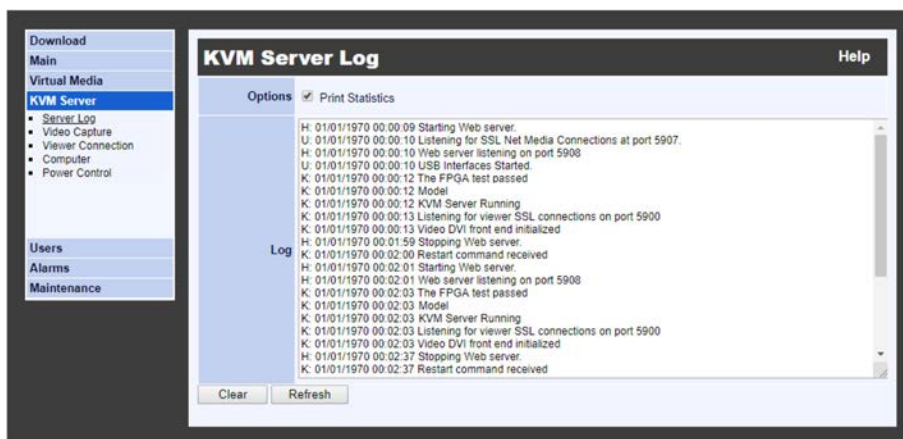 Download
Main
Virtual Media
KVM Server
Server Log
Video Capture
Viewer Connection
Computer
Power Control
Users
Alarms
Maintenance
KVM Server Log
Help
Options
Print Statistics
Log
H: 01/01/1970 00:00:09 Starting Web server.
U: 01/01/1970 00:00:10 Listening for SSL Net Media Connections at port 5907.
H: 01/01/1970 00:00:10 Web server listening on port 5908
U: 01/01/1970 00:00:10 USB Interfaces Started.
K: 01/01/1970 00:00:12 The FPGA test passed
K: 01/01/1970 00:00:12 Model
K: 01/01/1970 00:00:12 KVM Server Running
K: 01/01/1970 00:00:13 Listening for viewer SSL connections on port 5900
K: 01/01/1970 00:00:13 Video DVI front end initialized
H: 01/01/1970 00:01:59 Stopping Web server.
K: 01/01/1970 00:02:00 Restart command received
H: 01/01/1970 00:02:01 Starting Web server.
H: 01/01/1970 00:02:01 Web server listening on port 5908
K: 01/01/1970 00:02:03 The FPGA test passed
K: 01/01/1970 00:02:03 Model
K: 01/01/1970 00:02:03 KVM Server Running
K: 01/01/1970 00:02:03 Listening for viewer SSL connections on port 5900
K: 01/01/1970 00:02:03 Video DVI front end initialized
H: 01/01/1970 00:02:37 Stopping Web server.
K: 01/01/1970 00:02:37 Restart command received
Clear
Refresh